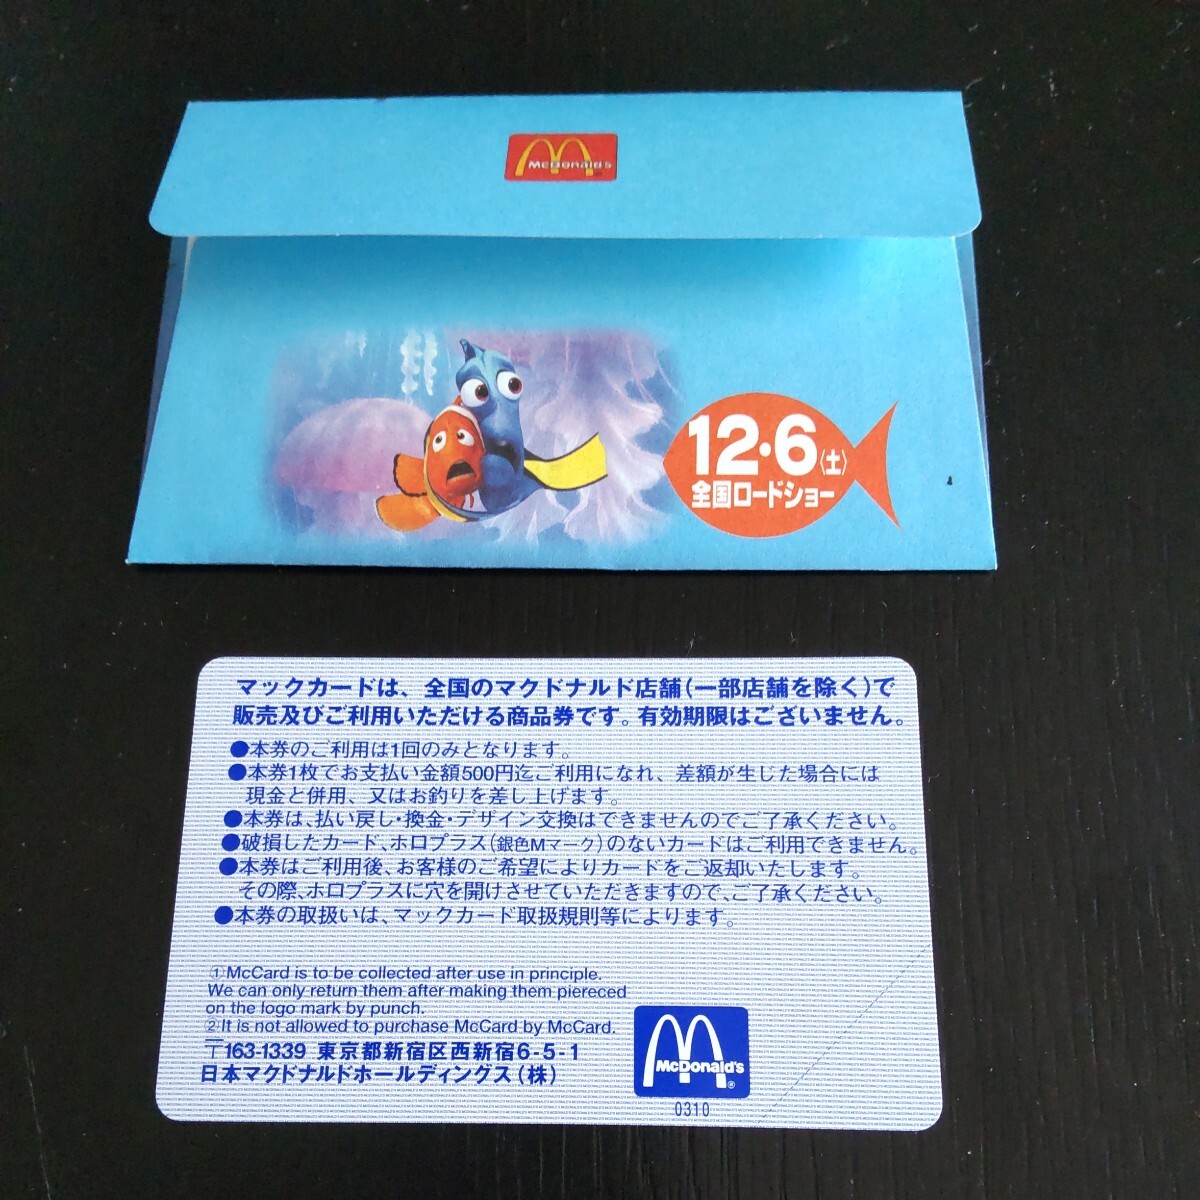 McDonald's
12・6(土)
全国ロードショー
マックカードは、全国のマクドナルド店舗(一部店舗を除く)で
販売及びご利用いただける商品券です。有効期限はございません。
●本券のご利用は1回のみとなります。
●本券1枚でお支払い金額500円迄ご利用になれ、差額が生じた場合には
現金と併用、又はお釣りを差し上げます。
●本券は、払い戻し・換金・デザイン交換はできませんのでご了承ください。
●破損したカード、ホロプラス(銀色Mマーク)のないカードはご利用できません。
●本券はご利用後、お客様のご希望によりカードをご返却いたします。
その際、ホロプラスに穴を開けさせていただきますので、ご了承ください。
●本券の取扱いは、マックカード取扱規則等によります。
①McCard is to be collected after use in principle.
We can only return them after making them piereced
on the logo mark by punch.
②It is not allowed to purchase McCard by McCard.
〒163-1339 東京都新宿区西新宿6-5-1
日本マクドナルドホールディングス(株)
McDonald's
®
0310